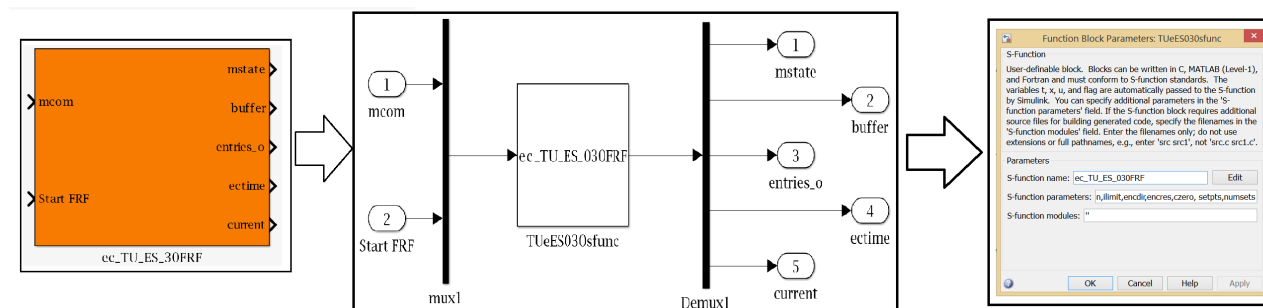 mcom
Start FRF
mstate
buffer
entries_o
ectime
current
ec_TU_ES_30FRF
1
mcom
2
Start FRF
mux1
ec_TU_ES_030FRF
TUeES030sfunc
Demux1
1
mstate
2
buffer
3
entries_o
4
ectime
5
current
Function Block Parameters: TUeES030sfunc
S-Function
User-definable block. Blocks can be written in C, MATLAB (Level-1),
and Fortran and must conform to S-function standards. The
variables t, x, u, and flag are automatically passed to the S-function
by Simulink. You can specify additional parameters in the 'S-
function parameters' field. If the S-function block requires additional
source files for building generated code, specify the filenames in the
'S-function modules' field. Enter the filenames only; do not use
extensions or full pathnames, e.g., enter 'src src1', not 'src.c src1.c'.
Parameters
S-function name: ec_TU_ES_030FRF Edit
S-function parameters: n,ilimit,encdir,encres,czero, setpts,numsets
S-function modules: ''
OK Cancel Help Apply